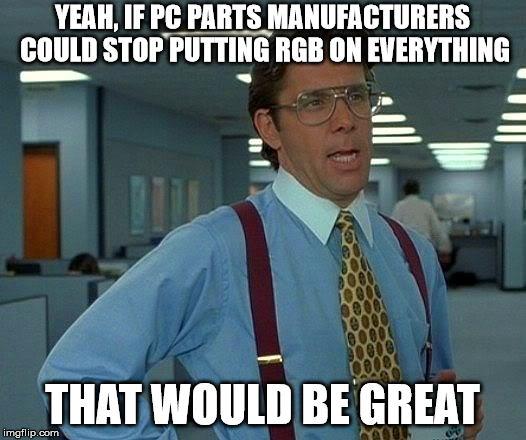 YEAH, IF PC PARTS MANUFACTURERS
COULD STOP PUTTING RGB ON EVERYTHING
THAT WOULD BE GREAT
imgflip.com